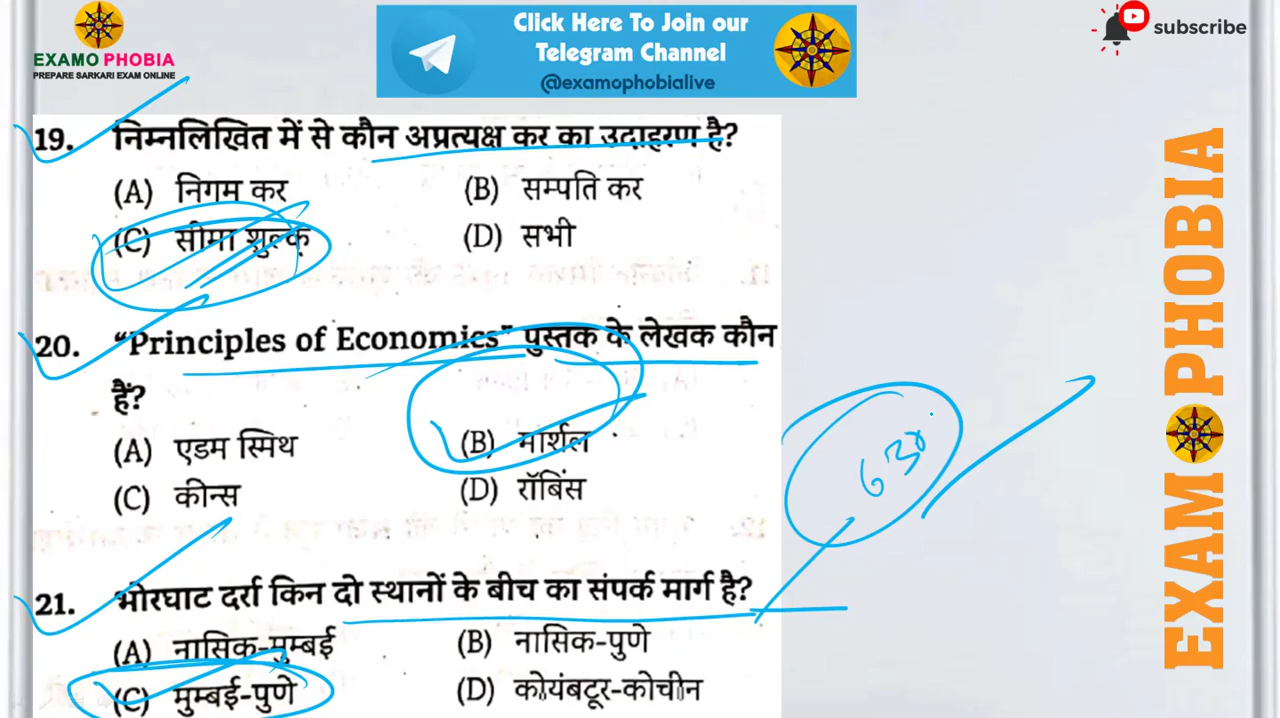 EXAMO PHOBIA
PREPARE SARKARI EXAM ONLINE
Click Here To Join our
Telegram Channel
@examophobialive
subscribe
19. निम्नलिखित में से कौन अप्रत्यक्ष कर का उदाहरण है?
(A) निगम कर (B) सम्पति कर
(C) सीमा शुल्क (D) सभी
20. “Principles of Economics” पुस्तक के लेखक कौन
हैं?
(A) एडम स्मिथ (B) मार्शल
(C) कीन्स (D) रॉबिंस
21. भोरघाट दर्रा किन दो स्थानों के बीच का संपर्क मार्ग है?
(A) नासिक-मुम्बई (B) नासिक-पुणे
(C) मुम्बई-पुणे (D) कोयंबटूर-कोचीन
EXAM PHOBIA